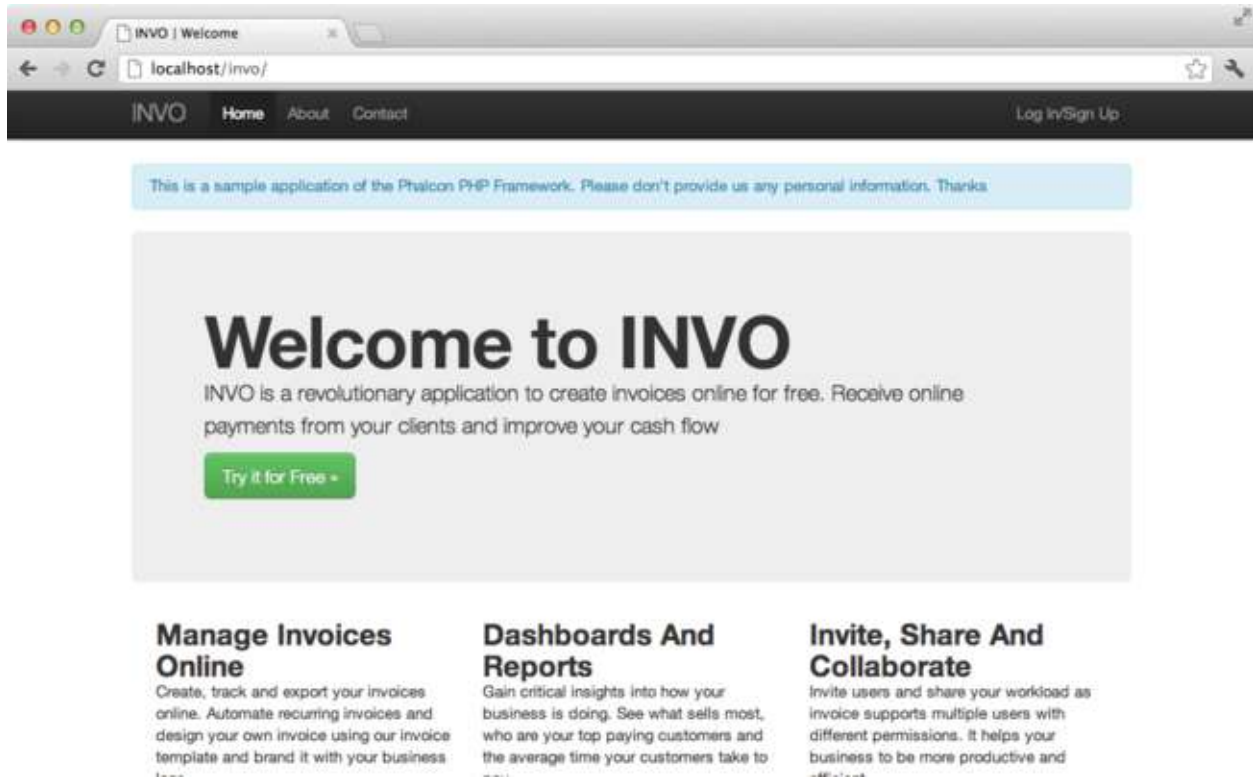 INVO | Welcome
localhost/invo/
INVO Home About Contact Log In/Sign Up
This is a sample application of the Phalcon PHP Framework. Please don't provide us any personal information. Thanks
Welcome to INVO
INVO is a revolutionary application to create invoices online for free. Receive online
payments from your clients and improve your cash flow
Try it for Free »
Manage Invoices
Online
Create, track and export your invoices
online. Automate recurring invoices and
design your own invoice using our invoice
template and brand it with your business
Dashboards And
Reports
Gain critical insights into how your
business is doing. See what sells most,
who are your top paying customers and
the average time your customers take to
Invite, Share And
Collaborate
Invite users and share your workload as
invoice supports multiple users with
different permissions. It helps your
business to be more productive and